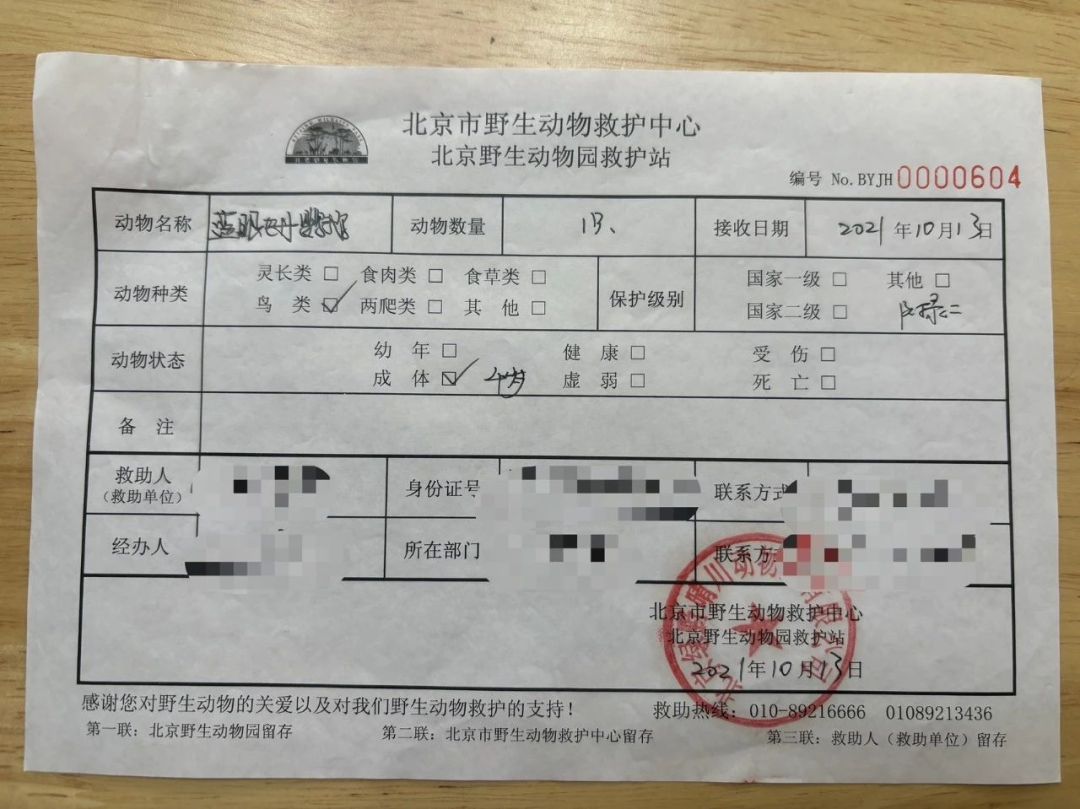 北京市野生动物救护中心
北京野生动物园救护站
编号 No.BYJH 0000604
动物名称 蓝眼凤头鹦鹉 动物数量 1只 接收日期 2021年10月13日
动物种类 灵长类 □ 食肉类 □ 食草类 □ 保护级别 国家一级 □ 其他 □
鸟 类 ☑ 两爬类 □ 其 他 □ 国家二级 □ 附录二
动物状态 幼 年 □ 健 康 □ 受 伤 □
成 体 ☑ 虚 弱 □ 死 亡 □
备 注
救助人 身份证号 联系方式
(救助单位)
经办人 所在部门 联系方
北京市野生动物救护中心
北京野生动物园救护站
2021年10月13日
感谢您对野生动物的关爱以及对我们野生动物救护的支持! 救助热线: 010-89216666 01089213436
第一联: 北京野生动物园留存 第二联: 北京市野生动物救护中心留存 第三联: 救助人(救助单位)留存